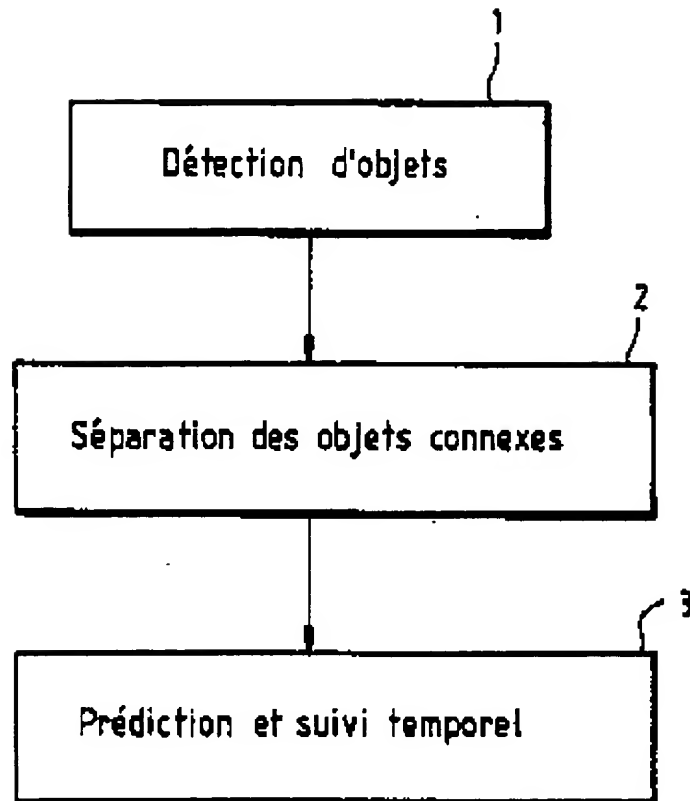 1
Détection d'objets
2
Séparation des objets connexes
3
Prédiction et suivi temporel